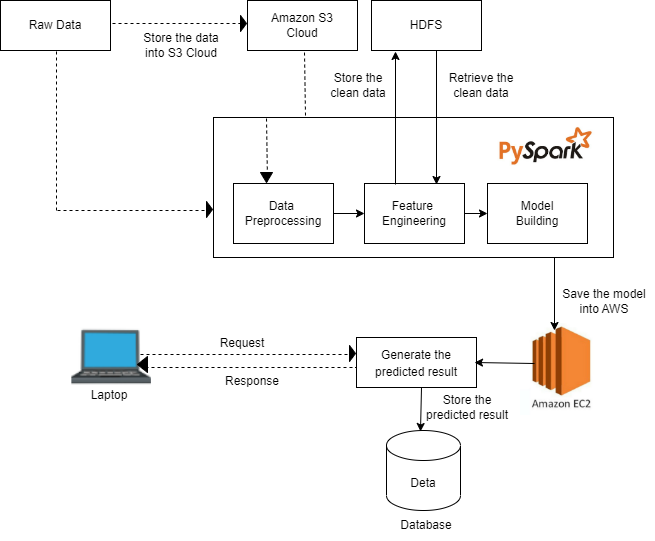 Raw Data
Store the data
into S3 Cloud
Amazon S3
Cloud
HDFS
Store the
clean data
Retrieve the
clean data
PySpark
Data
Preprocessing
Feature
Engineering
Model
Building
Save the model
into AWS
Request
Response
Laptop
Generate the
predicted result
Amazon EC2
Store the
predicted result
Deta
Database